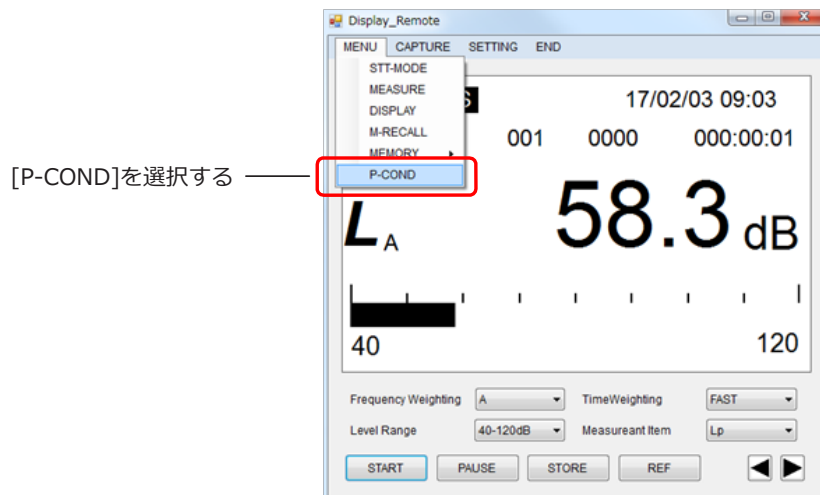 Display_Remote
MENU CAPTURE SETTING END
STT-MODE
MEASURE
S 17/02/03 09:03
DISPLAY
M-RECALL
001 0000 000:00:01
MEMORY
[P-COND]を選択する
P-COND
LA 58.3 dB
40 120
Frequency Weighting A TimeWeighting FAST
Level Range 40-120dB Measureant Item Lp
START PAUSE STORE REF